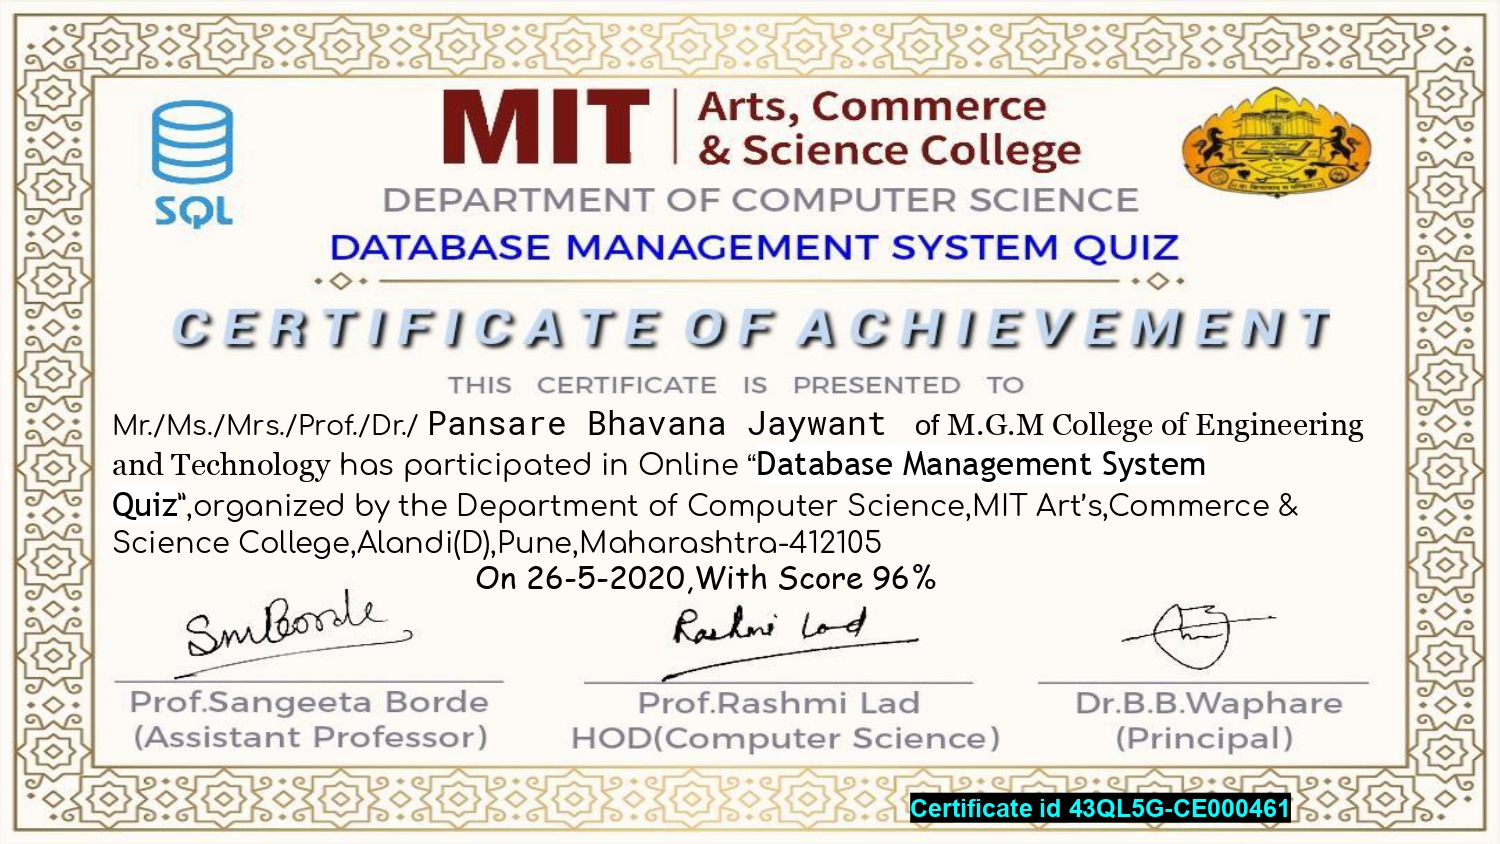 MIT
Arts, Commerce
& Science College
SQL
DEPARTMENT OF COMPUTER SCIENCE
DATABASE MANAGEMENT SYSTEM QUIZ
CERTIFICATE OF ACHIEVEMENT
THIS CERTIFICATE IS PRESENTED TO
Mr./Ms./Mrs./Prof./Dr./ Pansare Bhavana Jaywant of M.G.M College of Engineering
and Technology has participated in Online “Database Management System
Quiz“,organized by the Department of Computer Science,MIT Art’s,Commerce &
Science College,Alandi(D),Pune,Maharashtra-412105
On 26-5-2020,With Score 96%
SmBorde
Rashmi Lad
Prof.Sangeeta Borde
(Assistant Professor)
Prof.Rashmi Lad
HOD(Computer Science)
Dr.B.B.Waphare
(Principal)
Certificate id 43QL5G-CE000461